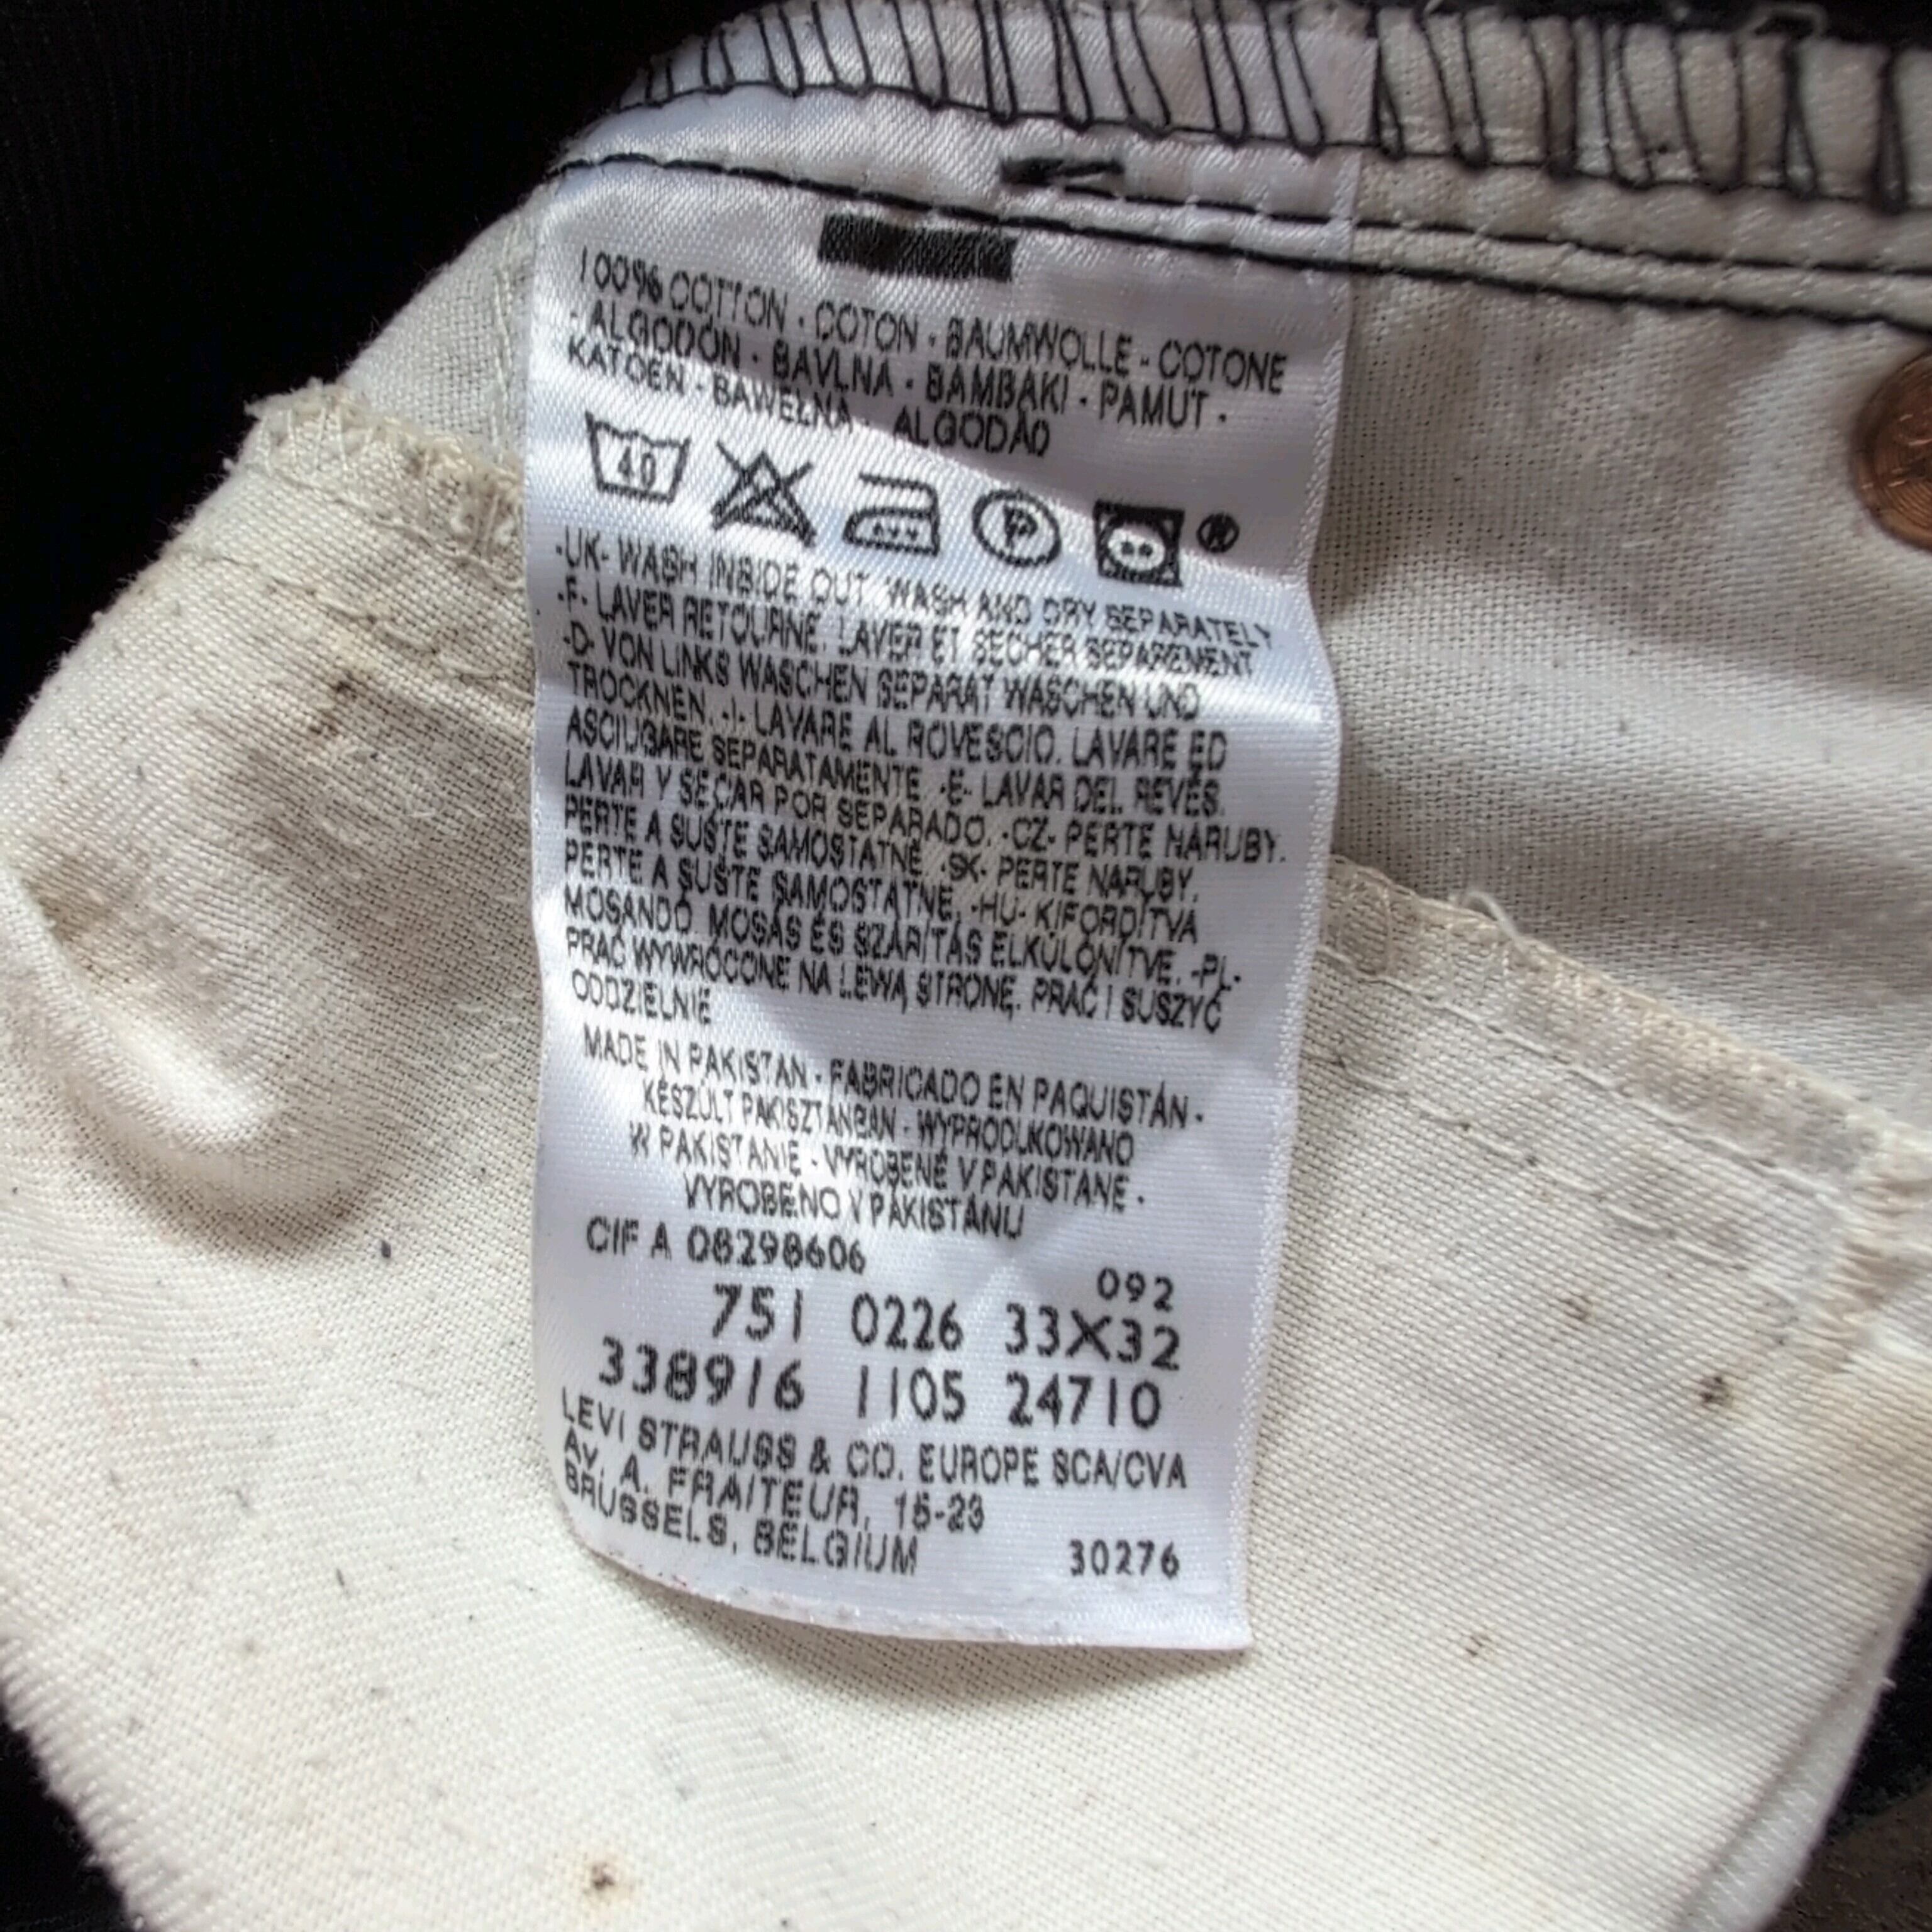 100% COTTON - COTON - BAUMWOLLE - COTONE
- ALGODÓN - BAVLNA - BAMBAKI - PAMUT -
KATOEN - BAWEŁNA - ALGODÃO
40 P ®
-UK- WASH INSIDE OUT. WASH AND DRY SEPARATELY
-F- LAVER RETOURNE. LAVER ET SECHER SEPAREMENT
-D- VON LINKS WASCHEN SEPARAT WASCHEN UND
TROCKNEN. -I- LAVARE AL ROVESCIO. LAVARE ED
ASCIUGARE SEPARATAMENTE -E- LAVAR DEL REVÉS.
LAVAR Y SECAR POR SEPARADO. -CZ- PERTE NARUBY.
PERTE A SUŠTE SAMOSTATNĚ -SK- PERTE NARUBY.
PERTE A SUŠTE SAMOSTATNE. -HU- KIFORDÍTVA
MOSANDÓ. MOSÁS ÉS SZÁRÍTÁS ELKÜLÖNÍTVE. -PL-
PRAĆ WYWRÓCONE NA LEWĄ STRONĘ. PRAĆ I SUSZYĆ
ODDZIELNIE
MADE IN PAKISTAN - FABRICADO EN PAQUISTÁN -
KÉSZÜLT PAKISZTÁNBAN - WYPRODUKOWANO
W PAKISTANIE - VYROBENÉ V PAKISTANE -
VYROBENO V PÁKISTÁNU
CIF A 08298606
092
751 0226 33X32
338916 1105 24710
LEVI STRAUSS & CO. EUROPE SCA/CVA
Av. A. FRAITEUR, 15-23
BRUSSELS, BELGIUM 30276